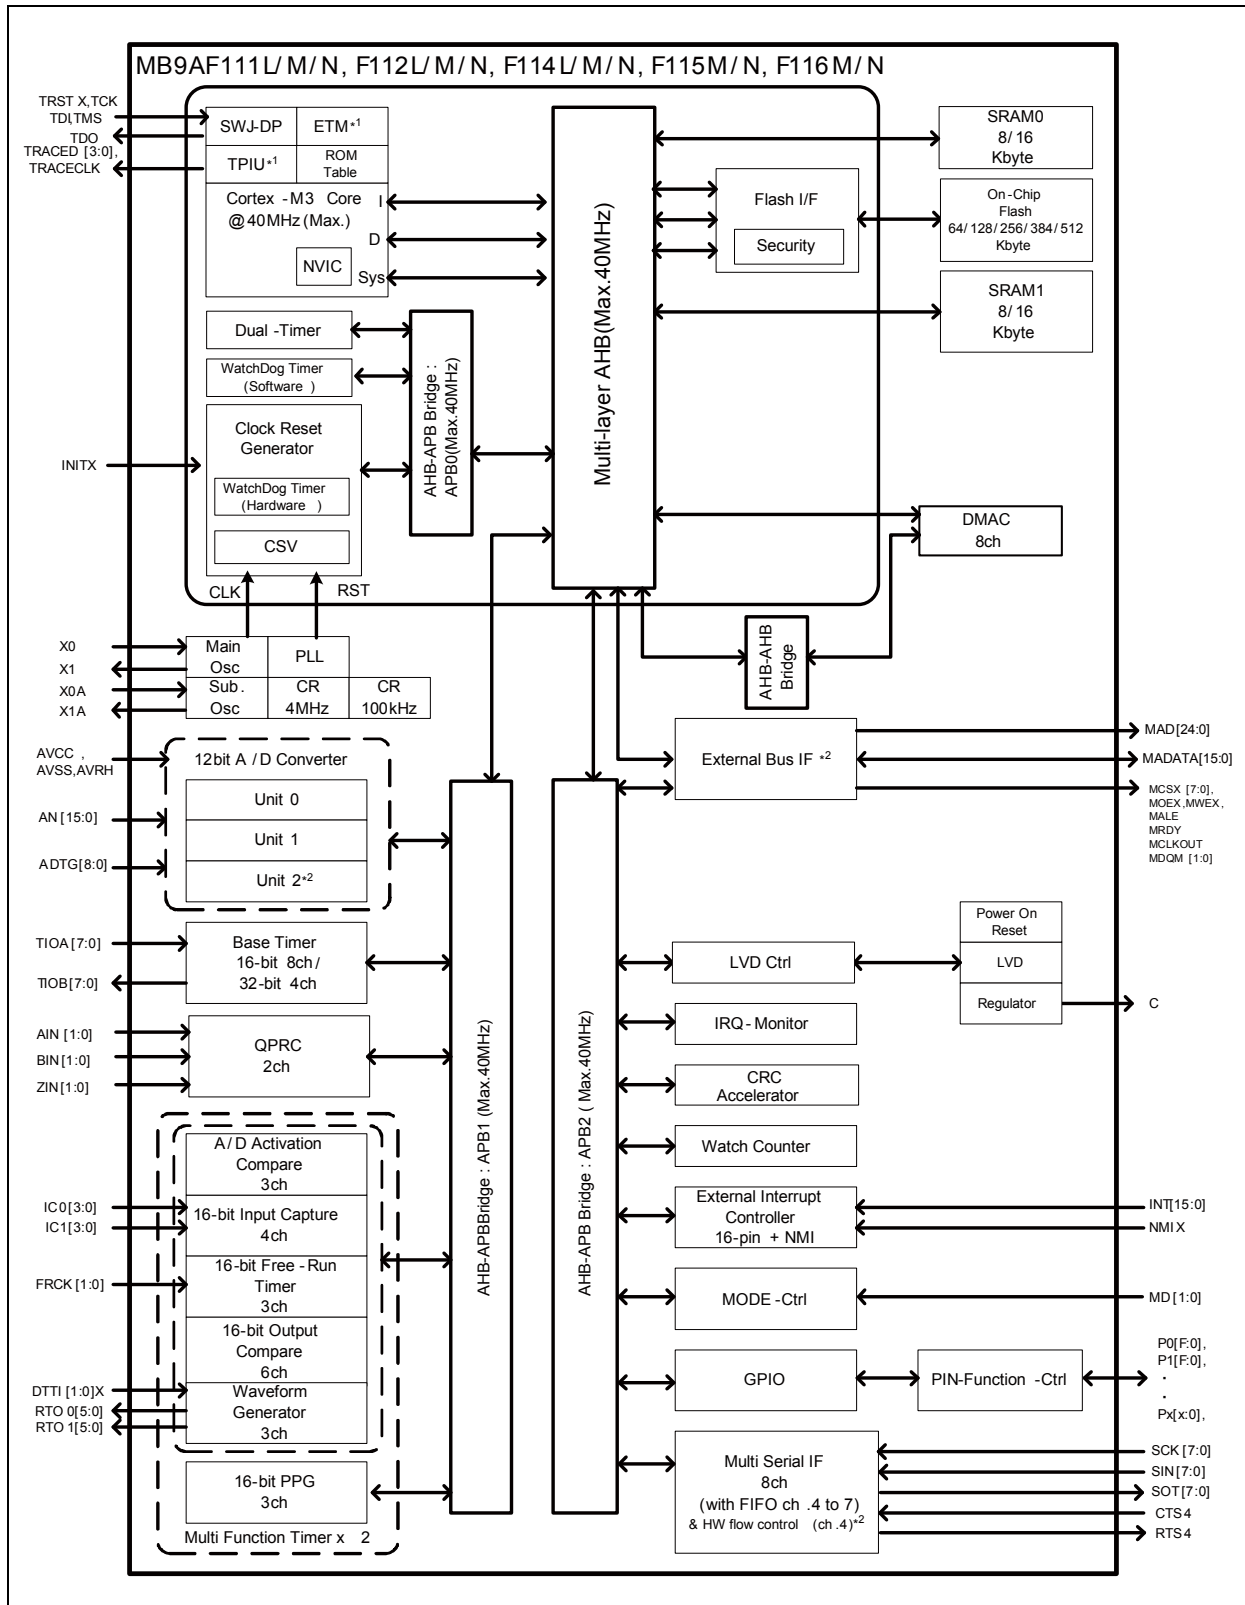 MB9AF111L/M/N, F112L/M/N, F114L/M/N, F115M/N, F116M/N
TRSTX,TCK
TDI,TMS
TDO
TRACED [3:0],
TRACECLK
SWJ-DP
ETM*1
TPIU*1
ROM
Table
Cortex -M3 Core
@40MHz(Max.)
I
D
NVIC
Sys
Dual -Timer
WatchDog Timer
(Software )
Clock Reset
Generator
INITX
WatchDog Timer
(Hardware )
CSV
CLK
RST
AHB-APB Bridge :
APB0(Max.40MHz)
Multi-layer AHB(Max.40MHz)
Flash I/F
Security
SRAM0
8/16
Kbyte
On-Chip
Flash
64/128/256/384/512
Kbyte
SRAM1
8/16
Kbyte
DMAC
8ch
AHB-AHB
Bridge
X0
X1
X0A
X1A
Main
Osc
PLL
Sub.
Osc
CR
4MHz
CR
100kHz
AVCC ,
AVSS,AVRH
AN[15:0]
ADTG[8:0]
12bit A/D Converter
Unit 0
Unit 1
Unit 2*2
TIOA[7:0]
TIOB[7:0]
Base Timer
16-bit 8ch/
32-bit 4ch
AIN [1:0]
BIN[1:0]
ZIN[1:0]
QPRC
2ch
A/D Activation
Compare
3ch
IC0[3:0]
IC1[3:0]
16-bit Input Capture
4ch
FRCK[1:0]
16-bit Free-Run
Timer
3ch
16-bit Output
Compare
6ch
DTTI [1:0]X
RTO 0[5:0]
RTO 1[5:0]
Waveform
Generator
3ch
16-bit PPG
3ch
Multi Function Timer x 2
AHB-APBBridge : APB1 (Max.40MHz)
AHB-APB Bridge : APB2 ( Max.40MHz)
External Bus IF *2
MAD[24:0]
MADATA[15:0]
MCSX [7:0],
MOEX,MWEX,
MALE
MRDY
MCLKOUT
MDQM [1:0]
LVD Ctrl
Power On
Reset
LVD
Regulator
C
IRQ-Monitor
CRC
Accelerator
Watch Counter
External Interrupt
Controller
16-pin + NMI
INT[15:0]
NMIX
MODE -Ctrl
MD[1:0]
GPIO
PIN-Function -Ctrl
P0[F:0],
P1[F:0],
.
.
Px[x:0],
Multi Serial IF
8ch
(with FIFO ch .4 to 7)
& HW flow control (ch .4)*2
SCK[7:0]
SIN[7:0]
SOT[7:0]
CTS4
RTS4